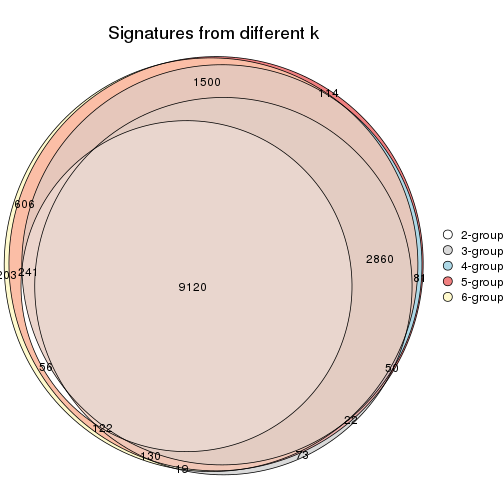 Signatures from different k
1500
114
606
203
241
2860
81
9120
56
50
122
22
130
73
19
2-group
3-group
4-group
5-group
6-group